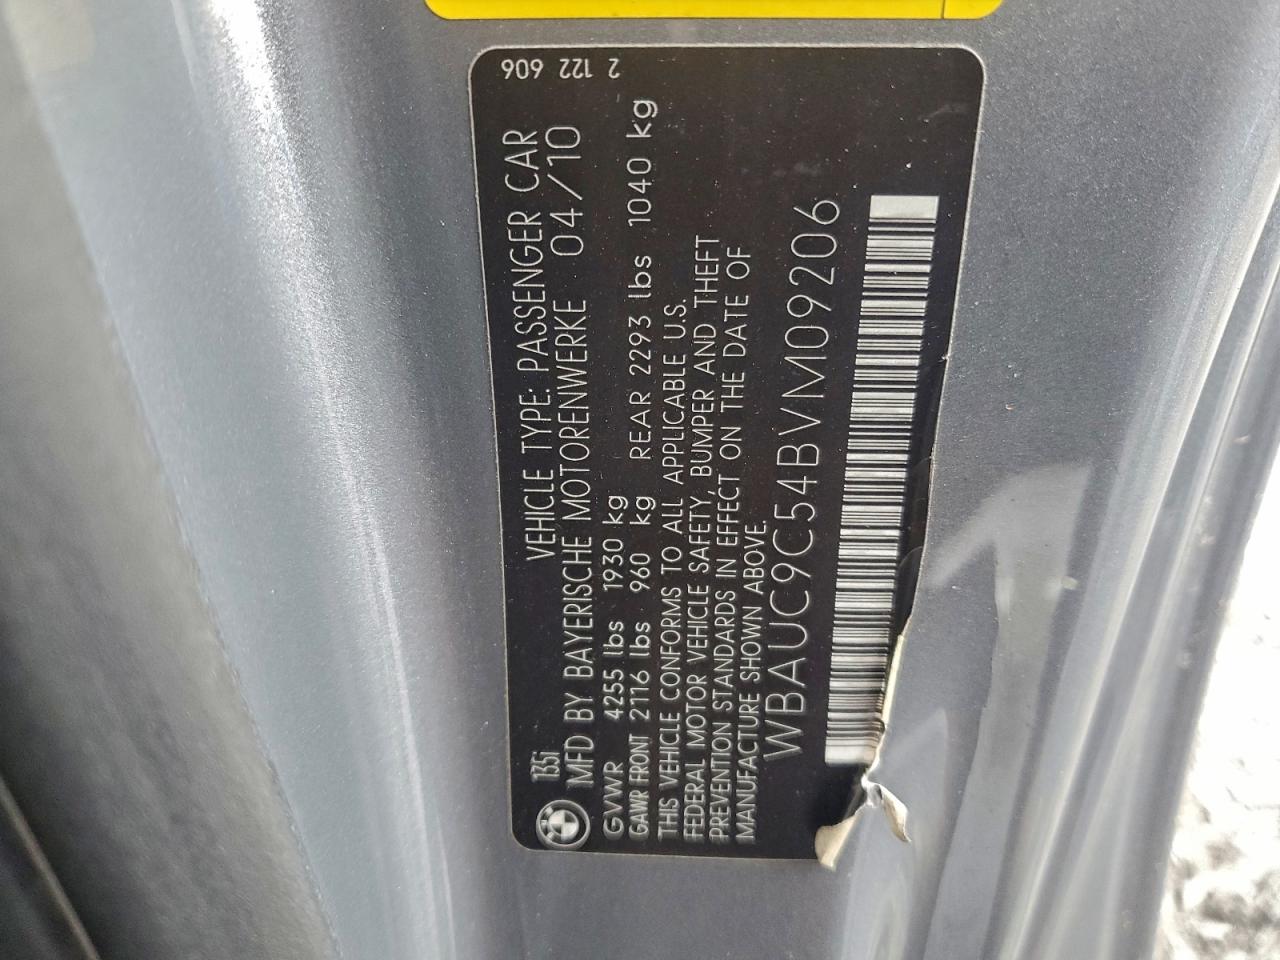 135i
VEHICLE TYPE: PASSENGER CAR
MFD BY BAYERISCHE MOTORENWERKE 04/10
GVWR 4255 lbs 1930 kg
GAWR FRONT 2116 lbs 960 kg REAR 2293 lbs 1040 kg
THIS VEHICLE CONFORMS TO ALL APPLICABLE U.S.
FEDERAL MOTOR VEHICLE SAFETY, BUMPER AND THEFT
PREVENTION STANDARDS IN EFFECT ON THE DATE OF
MANUFACTURE SHOWN ABOVE.
WBAUC9C54BVM09206
2 122 606